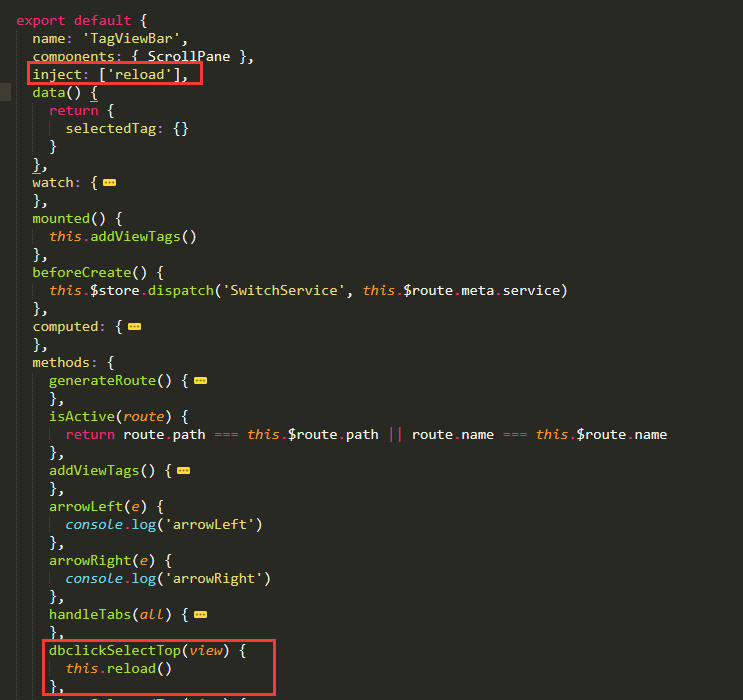 export default {
name: 'TagViewBar',
components: { ScrollPane },
inject: ['reload'],
data() {
return {
selectedTag: {}
}
},
watch: {
},
mounted() {
this.addViewTags()
},
beforeCreate() {
this.$store.dispatch('SwitchService', this.$route.meta.service)
},
computed: {
},
methods: {
generateRoute() {
},
isActive(route) {
return route.path === this.$route.path || route.name === this.$route.name
},
addViewTags() {
},
arrowLeft(e) {
console.log('arrowLeft')
},
arrowRight(e) {
console.log('arrowRight')
},
handleTabs(all) {
},
dbclickSelectTop(view) {
this.reload()
},